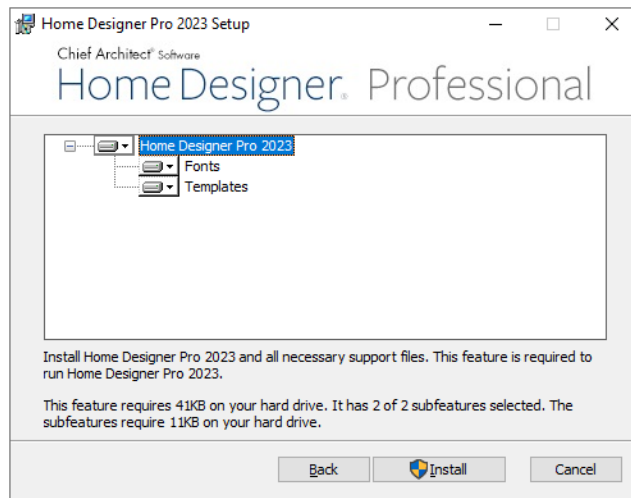 Home Designer Pro 2023 Setup
Chief Architect® Software
Home Designer® Professional
Home Designer Pro 2023
Fonts
Templates
Install Home Designer Pro 2023 and all necessary support files. This feature is required to
run Home Designer Pro 2023.
This feature requires 41KB on your hard drive. It has 2 of 2 subfeatures selected. The
subfeatures require 11KB on your hard drive.
Back Install Cancel